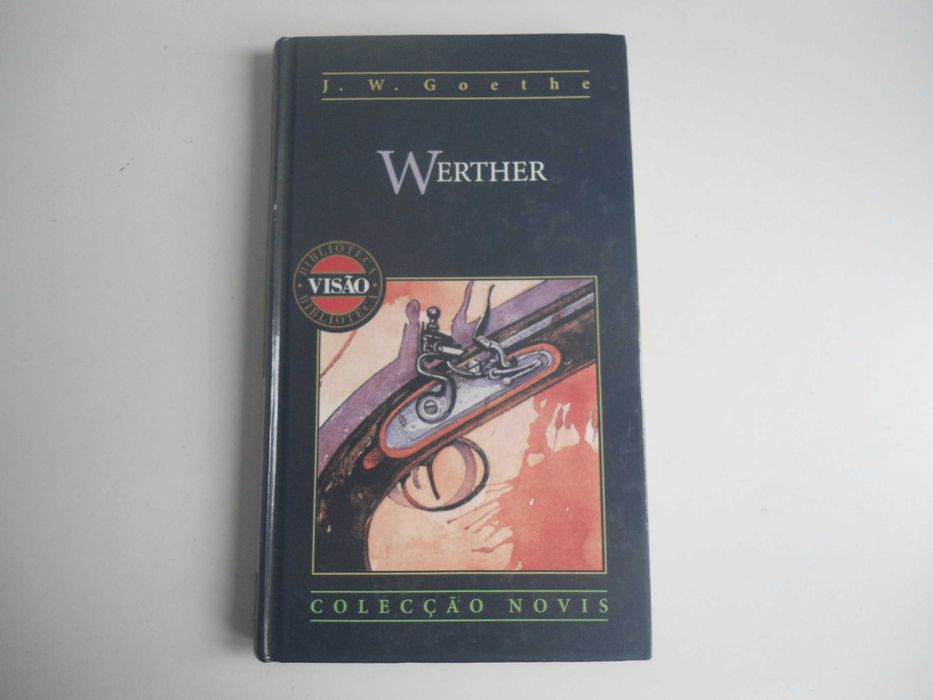 J. W. Goethe
WERTHER
BIBLIOTECA
VISÃO
BIBLIOTECA
COLECÇÃO NOVIS